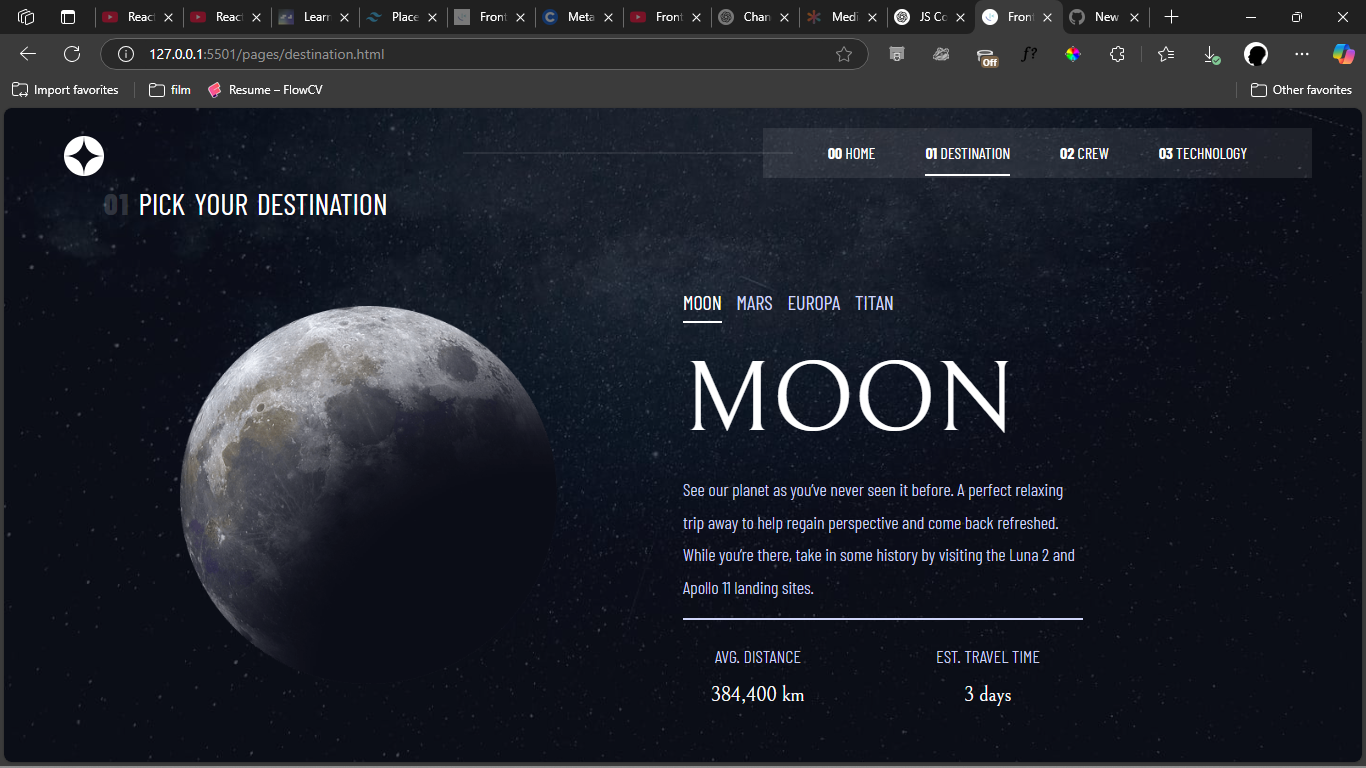 Reac
Reac
Learn
Place
Front
Meta
Front
Chan
Medi
JS Co
Front
New
127.0.0.1:5501/pages/destination.html
f?
Off
Import favorites
film
Resume – FlowCV
Other favorites
00 HOME
01 DESTINATION
02 CREW
03 TECHNOLOGY
01 PICK YOUR DESTINATION
MOON MARS EUROPA TITAN
MOON
See our planet as you've never seen it before. A perfect relaxing
trip away to help regain perspective and come back refreshed.
While you're there, take in some history by visiting the Luna 2 and
Apollo 11 landing sites.
AVG. DISTANCE
384,400 km
EST. TRAVEL TIME
3 days